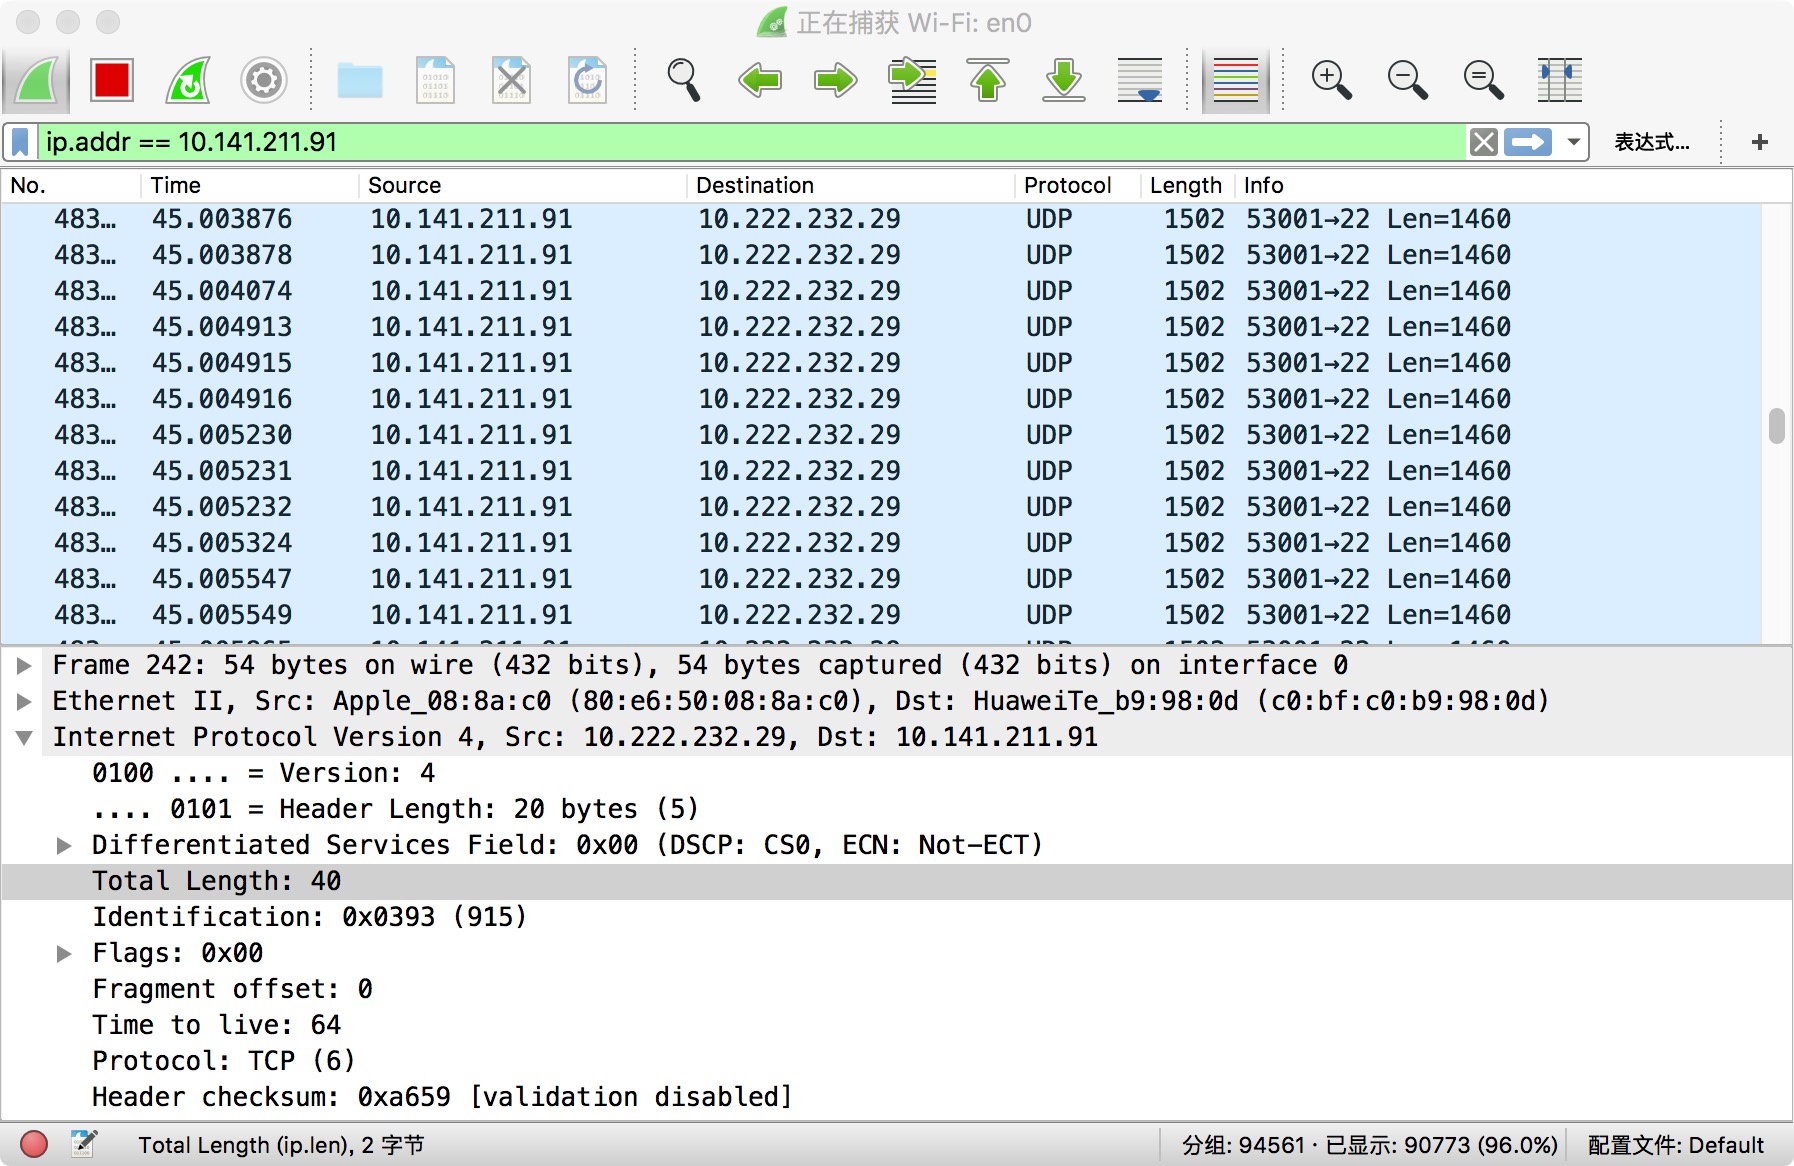 正在捕获 Wi-Fi: en0
ip.addr == 10.141.211.91 表达式… +
No. Time Source Destination Protocol Length Info
483… 45.003876 10.141.211.91 10.222.232.29 UDP 1502 53001→22 Len=1460
483… 45.003878 10.141.211.91 10.222.232.29 UDP 1502 53001→22 Len=1460
483… 45.004074 10.141.211.91 10.222.232.29 UDP 1502 53001→22 Len=1460
483… 45.004913 10.141.211.91 10.222.232.29 UDP 1502 53001→22 Len=1460
483… 45.004915 10.141.211.91 10.222.232.29 UDP 1502 53001→22 Len=1460
483… 45.004916 10.141.211.91 10.222.232.29 UDP 1502 53001→22 Len=1460
483… 45.005230 10.141.211.91 10.222.232.29 UDP 1502 53001→22 Len=1460
483… 45.005231 10.141.211.91 10.222.232.29 UDP 1502 53001→22 Len=1460
483… 45.005232 10.141.211.91 10.222.232.29 UDP 1502 53001→22 Len=1460
483… 45.005324 10.141.211.91 10.222.232.29 UDP 1502 53001→22 Len=1460
483… 45.005547 10.141.211.91 10.222.232.29 UDP 1502 53001→22 Len=1460
483… 45.005549 10.141.211.91 10.222.232.29 UDP 1502 53001→22 Len=1460
Frame 242: 54 bytes on wire (432 bits), 54 bytes captured (432 bits) on interface 0
Ethernet II, Src: Apple_08:8a:c0 (80:e6:50:08:8a:c0), Dst: HuaweiTe_b9:98:0d (c0:bf:c0:b9:98:0d)
Internet Protocol Version 4, Src: 10.222.232.29, Dst: 10.141.211.91
0100 .... = Version: 4
.... 0101 = Header Length: 20 bytes (5)
Differentiated Services Field: 0x00 (DSCP: CS0, ECN: Not-ECT)
Total Length: 40
Identification: 0x0393 (915)
Flags: 0x00
Fragment offset: 0
Time to live: 64
Protocol: TCP (6)
Header checksum: 0xa659 [validation disabled]
Total Length (ip.len), 2 字节 分组: 94561 · 已显示: 90773 (96.0%) 配置文件: Default